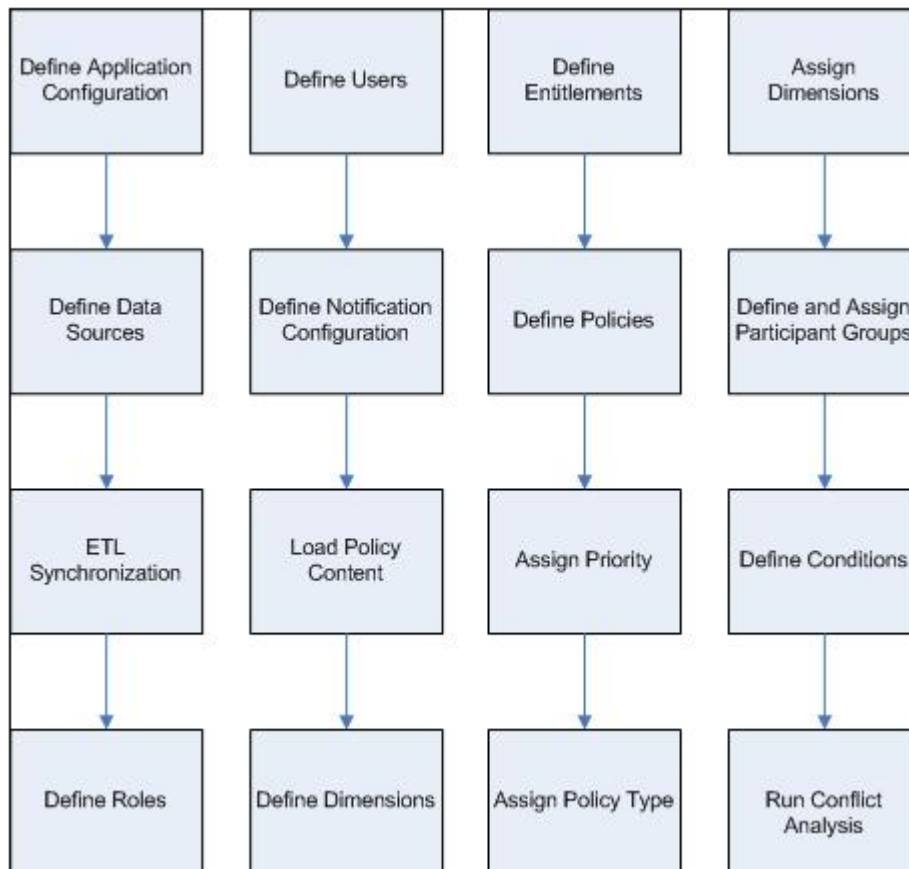 Define Application
Configuration
Define Users
Define
Entitlements
Assign
Dimensions
Define Data
Sources
Define Notification
Configuration
Define Policies
Define and Assign
Participant Groups
ETL
Synchronization
Load Policy
Content
Assign Priority
Define Conditions
Define Roles
Define Dimensions
Assign Policy Type
Run Conflict
Analysis